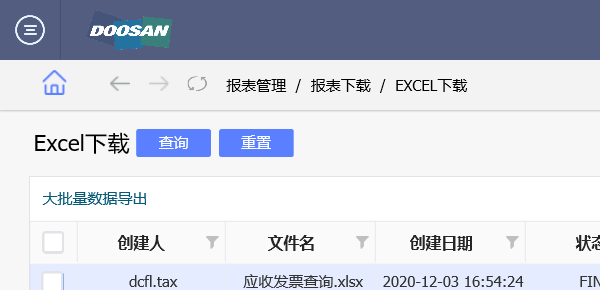 DOOSAN
报表管理 / 报表下载 / EXCEL下载
Excel下载 查询 重置
大批量数据导出
创建人 文件名 创建日期
dcfl.tax 应收发票查询.xlsx 2020-12-03 16:54:24